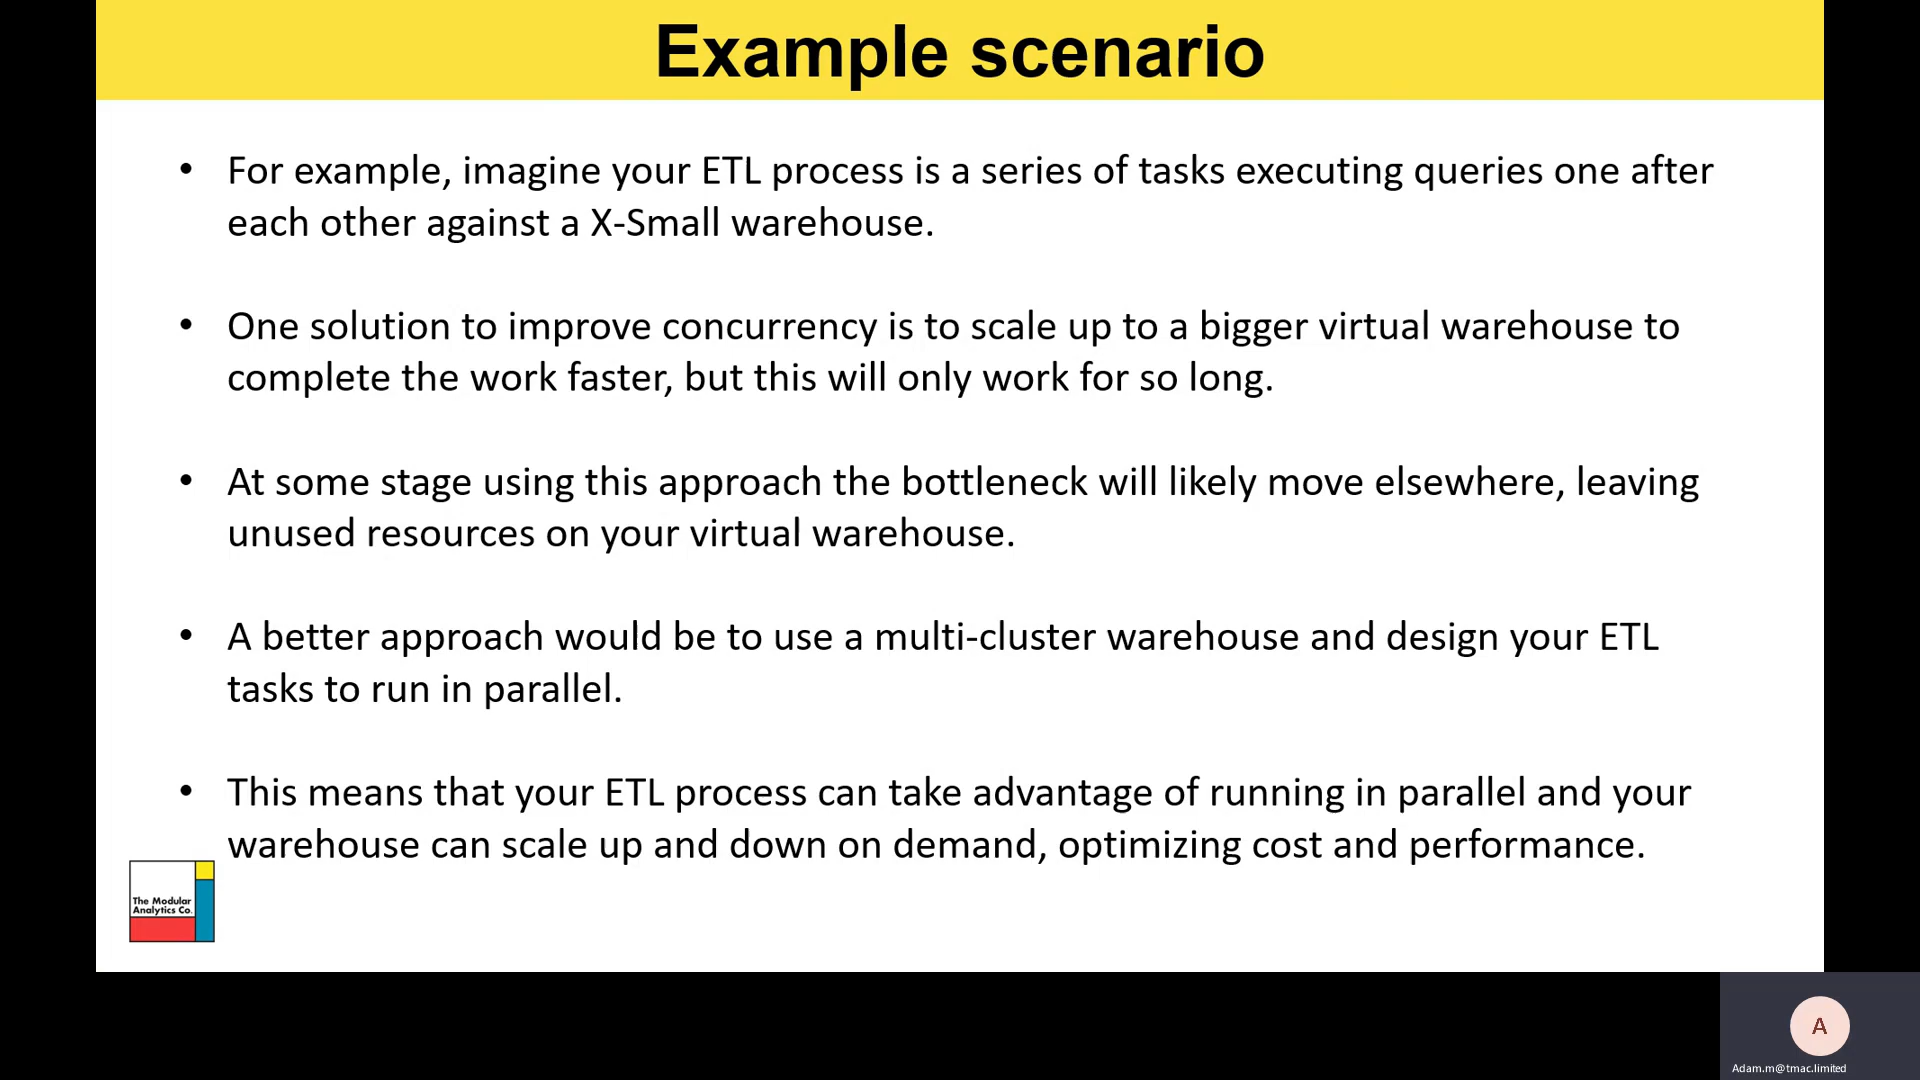 Example scenario
• For example, imagine your ETL process is a series of tasks executing queries one after
each other against a X-Small warehouse.
• One solution to improve concurrency is to scale up to a bigger virtual warehouse to
complete the work faster, but this will only work for so long.
• At some stage using this approach the bottleneck will likely move elsewhere, leaving
unused resources on your virtual warehouse.
• A better approach would be to use a multi-cluster warehouse and design your ETL
tasks to run in parallel.
• This means that your ETL process can take advantage of running in parallel and your
warehouse can scale up and down on demand, optimizing cost and performance.
The Modular
Analytics Co.
A
Adam.m@tmac.limited